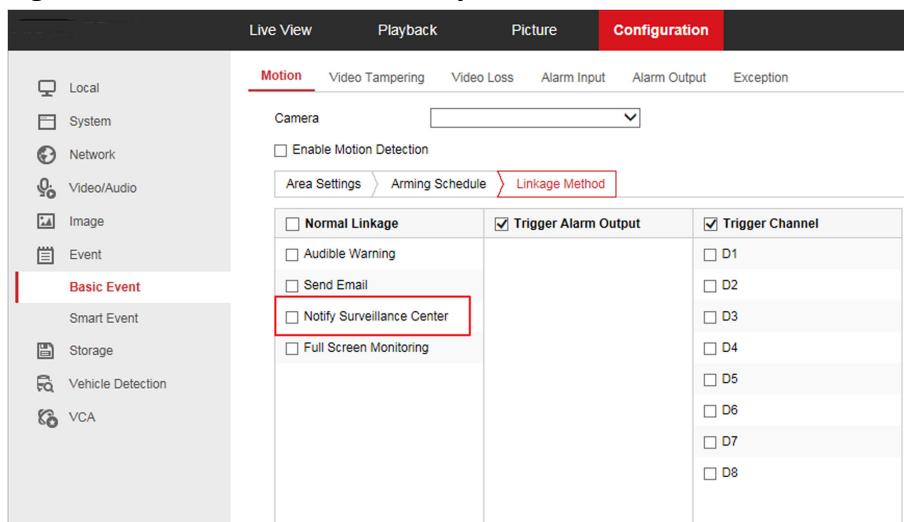 Live View Playback Picture Configuration
Local
System
Network
Video/Audio
Image
Event
Basic Event
Smart Event
Storage
Vehicle Detection
VCA
Motion Video Tampering Video Loss Alarm Input Alarm Output Exception
Camera
Enable Motion Detection
Area Settings Arming Schedule Linkage Method
Normal Linkage Trigger Alarm Output Trigger Channel
Audible Warning D1
Send Email D2
Notify Surveillance Center D3
Full Screen Monitoring D4
D5
D6
D7
D8